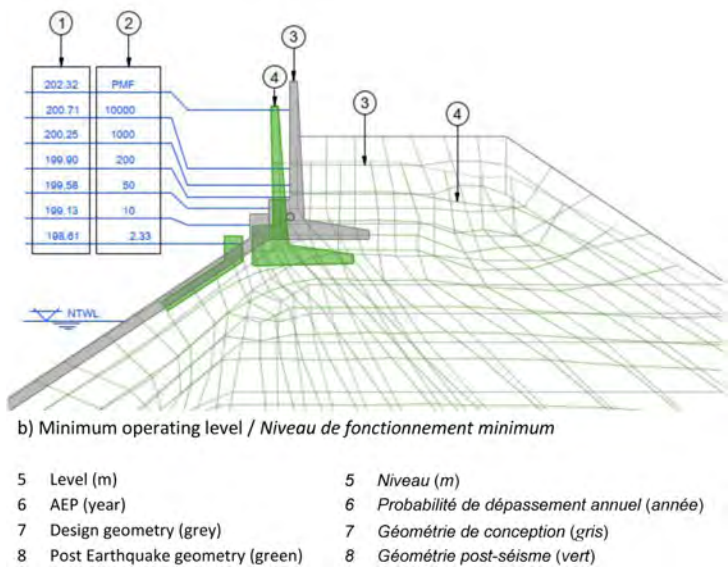 1 2 3
4
3 4
202.32 PMF
200.71 10000
200.25 1000
199.90 200
199.58 50
199.13 10
198.61 2.33
NTWL
b) Minimum operating level / Niveau de fonctionnement minimum
5 Level (m) 5 Niveau (m)
6 AEP (year) 6 Probabilité de dépassement annuel (année)
7 Design geometry (grey) 7 Géométrie de conception (gris)
8 Post Earthquake geometry (green) 8 Géométrie post-séisme (vert)